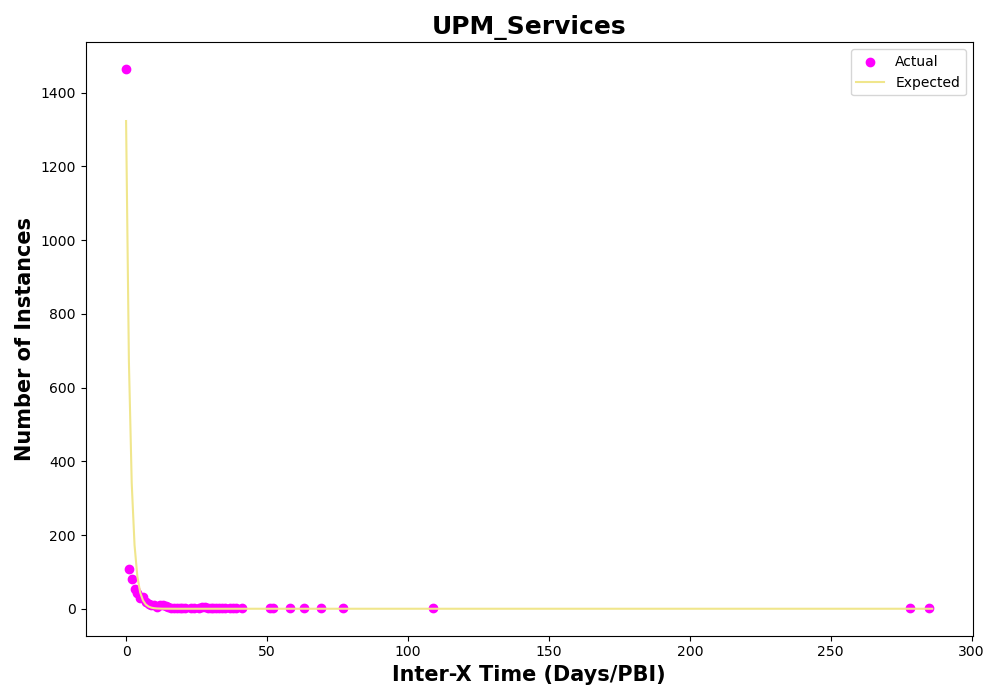 UPM_Services
Actual
Expected
Number of Instances
1400
1200
1000
800
600
400
200
0
0 50 100 150 200 250 300
Inter-X Time (Days/PBI)